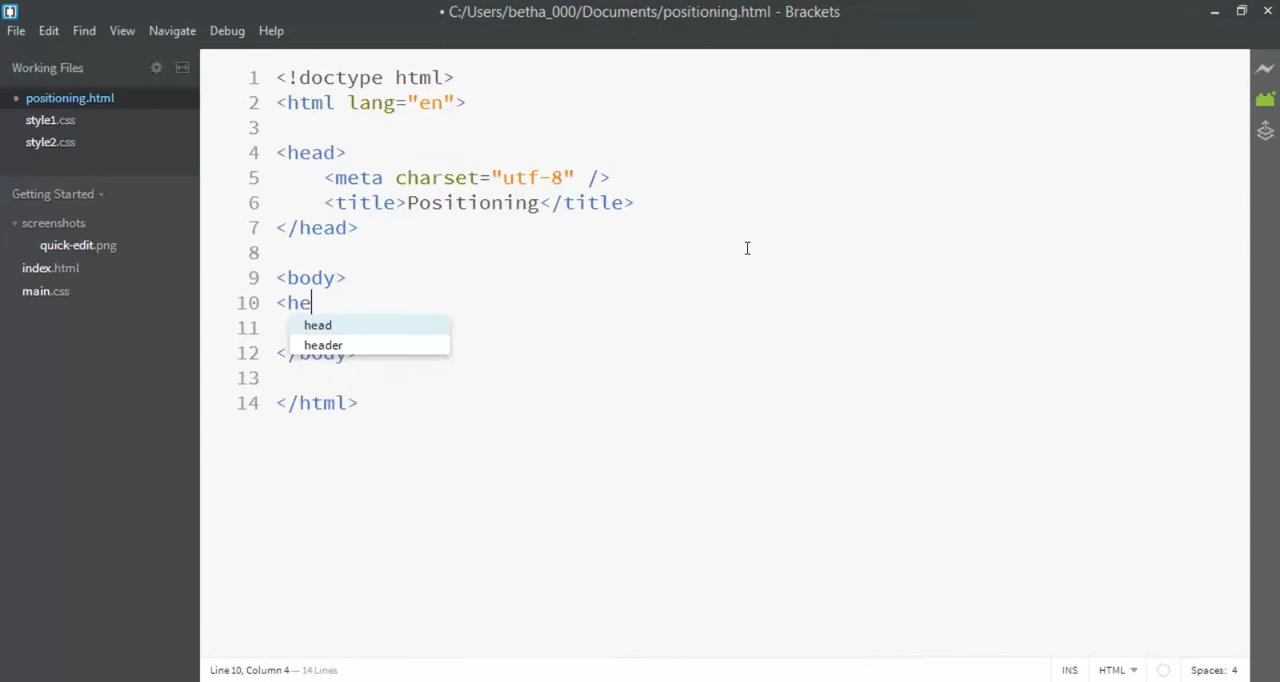 • C:/Users/betha_000/Documents/positioning.html - Brackets
File Edit Find View Navigate Debug Help
Working Files
positioning.html
style1.css
style2.css
Getting Started
screenshots
quick-edit.png
index.html
main.css
1 <!doctype html>
2 <html lang="en">
3
4 <head>
5 <meta charset="utf-8" />
6 <title>Positioning</title>
7 </head>
8
9 <body>
10 <he
head
11
header
12 </body>
13
14 </html>
Line 10, Column 4 — 14 Lines
INS HTML Spaces: 4